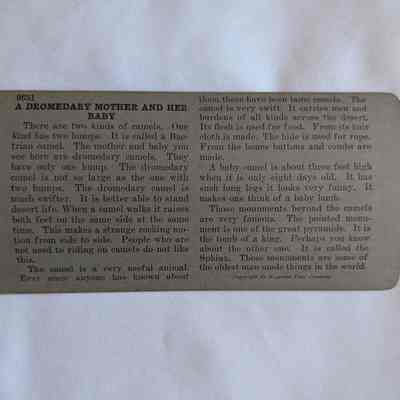 9631
A DROMEDARY MOTHER AND HER
BABY
There are two kinds of camels. One
kind has two humps. It is called a Bac-
trian camel. The mother and baby you
see here are dromedary camels. They
have only one hump. The dromedary
camel is not so large as the one with
two humps. The dromedary camel is
much swifter. It is better able to stand
desert life. When a camel walks it raises
both feet on the same side at the same
time. This makes a strange rocking mo-
tion from side to side. People who are
not used to riding on camels do not like
this.
The camel is a very useful animal.
Ever since anyone has known about
them there have been tame camels. The
camel is very swift. It carries men and
burdens of all kinds across the desert.
Its flesh is used for food. From its hair
cloth is made. The hide is used for rope.
From the bones buttons and combs are
made.
A baby camel is about three feet high
when it is only eight days old. It has
such long legs it looks very funny. It
makes one think of a baby lamb.
Those monuments beyond the camels
are very famous. The pointed monu-
ment is one of the great pyramids. It is
the tomb of a king. Perhaps you know
about the other one. It is called the
Sphinx. These monuments are some of
the oldest man made things in the world.
Copyright by Keystone View Company